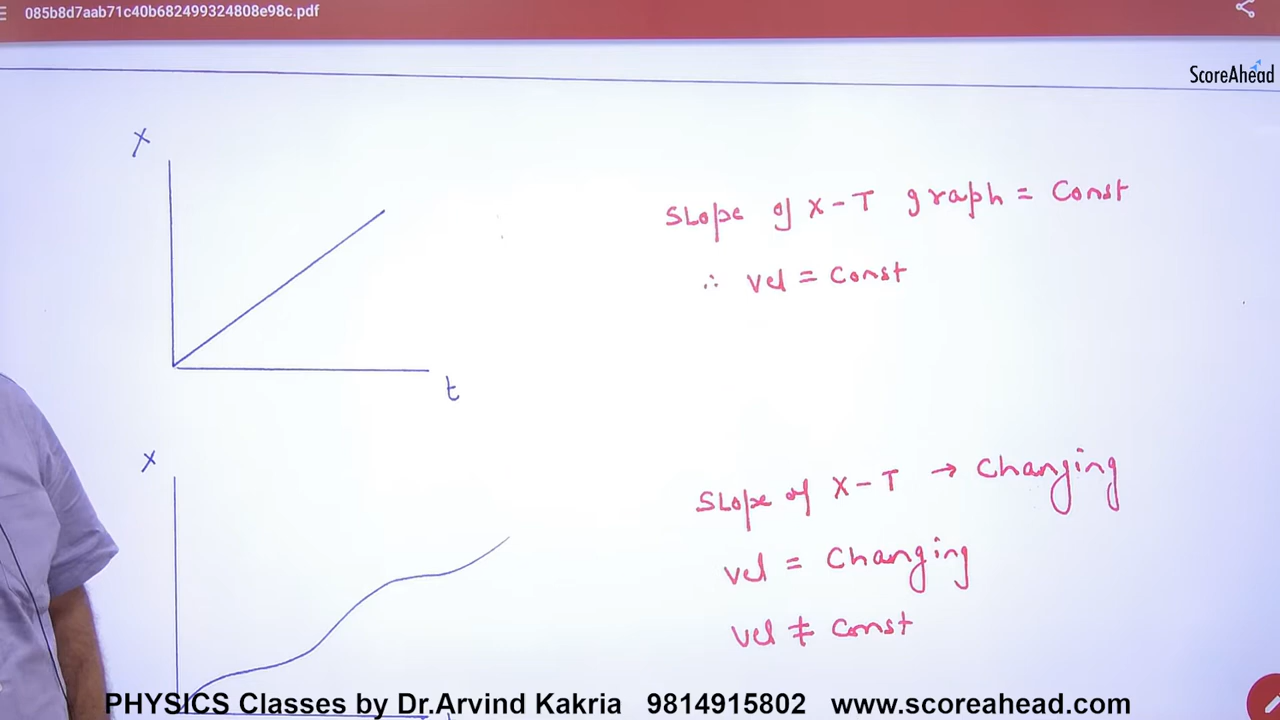 085b8d7aab71c40b682499324808e98c.pdf
ScoreAhead
X
Slope of X-T graph = Const
∴ vel = Const
t
X
Slope of X-T → Changing
vel = Changing
vel ≠ Const
PHYSICS Classes by Dr.Arvind Kakria 9814915802 www.scoreahead.com